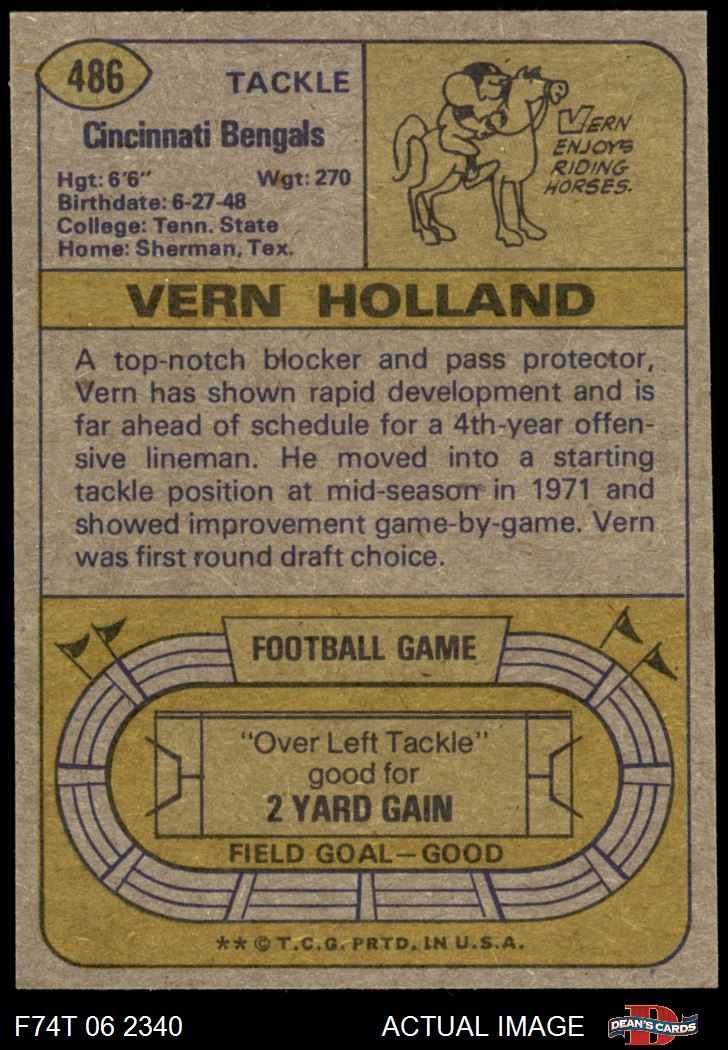 486
TACKLE
Cincinnati Bengals
Hgt: 6'6" Wgt: 270
Birthdate: 6-27-48
College: Tenn. State
Home: Sherman, Tex.
VERN
ENJOYS
RIDING
HORSES.
VERN HOLLAND
A top-notch blocker and pass protector,
Vern has shown rapid development and is
far ahead of schedule for a 4th-year offen-
sive lineman. He moved into a starting
tackle position at mid-season in 1971 and
showed improvement game-by-game. Vern
was first round draft choice.
FOOTBALL GAME
"Over Left Tackle"
good for
2 YARD GAIN
FIELD GOAL—GOOD
** © T.C.G. PRTD. IN U.S.A.
F74T 06 2340 ACTUAL IMAGE
D
DEAN'S CARDS